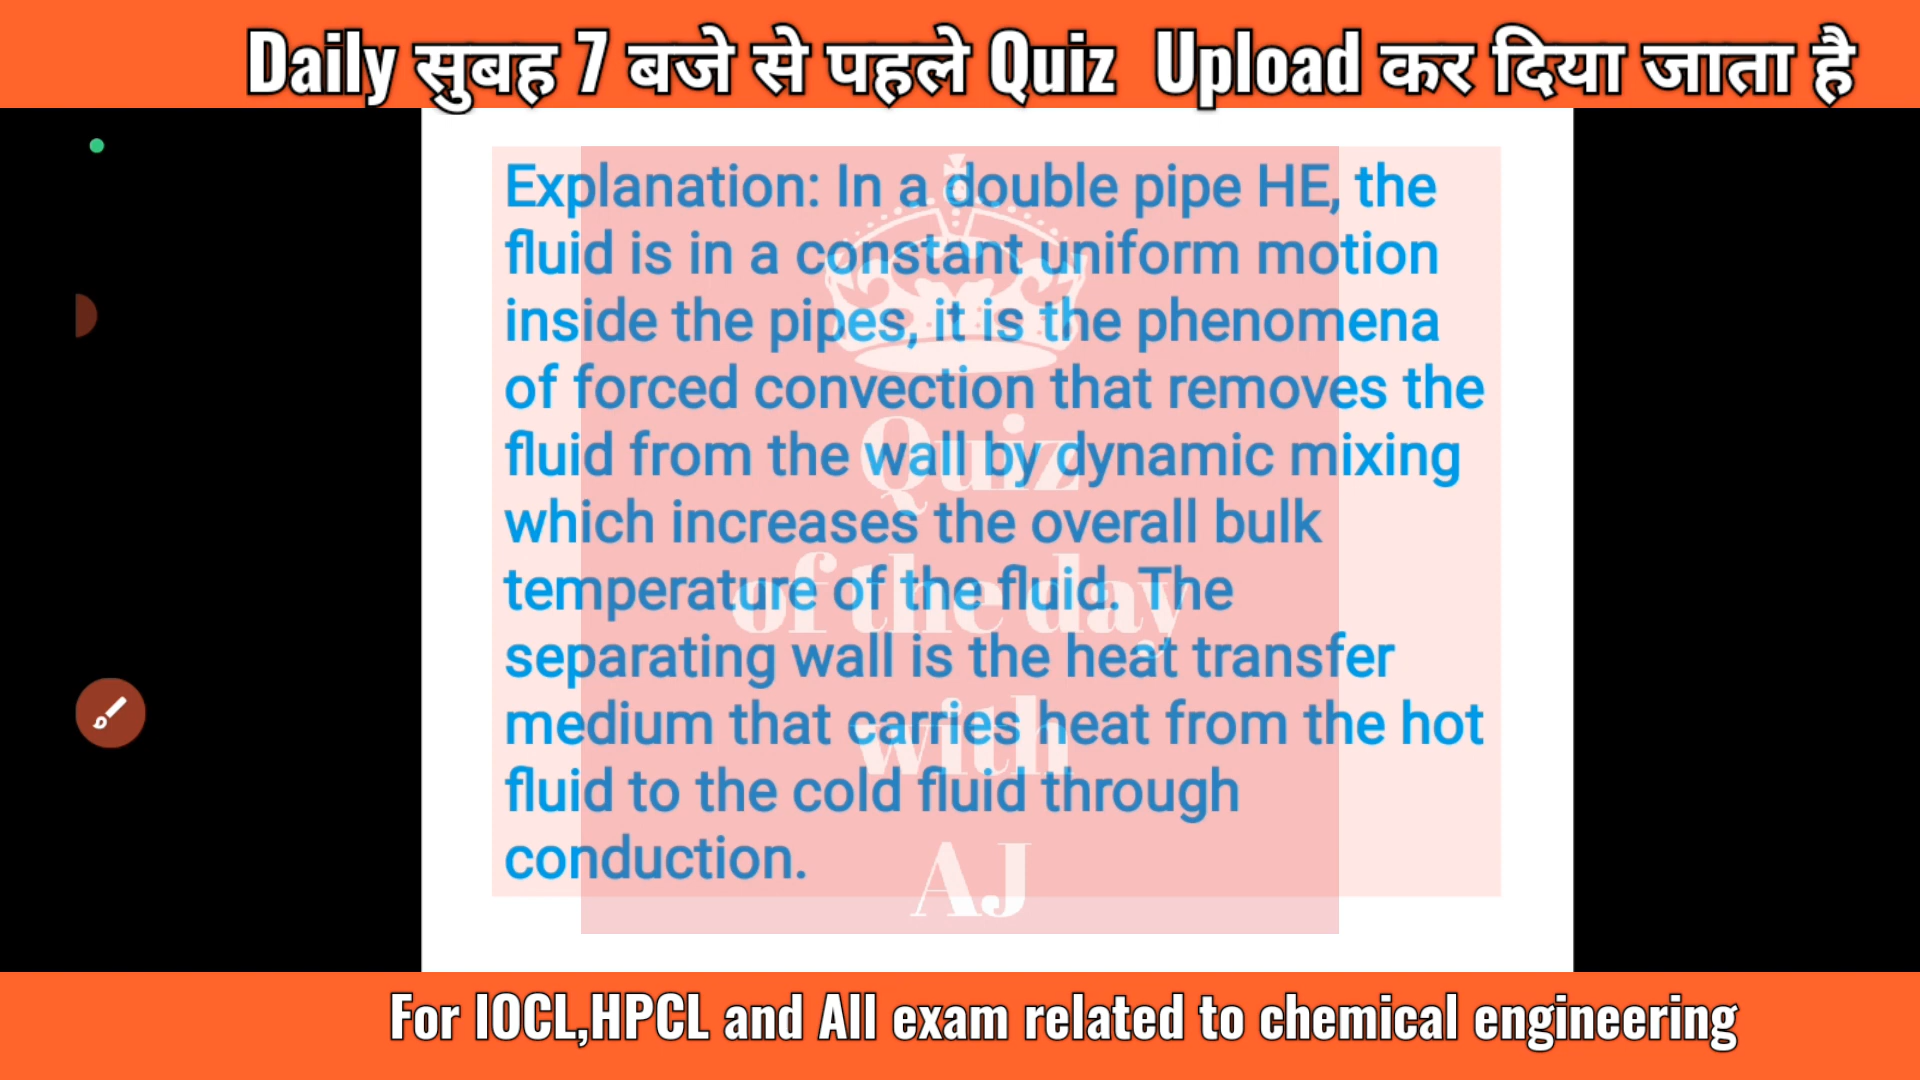 Daily सुबह 7 बजे से पहले Quiz Upload कर दिया जाता है
Explanation: In a double pipe HE, the
fluid is in a constant uniform motion
inside the pipes, it is the phenomena
of forced convection that removes the
fluid from the wall by dynamic mixing
which increases the overall bulk
temperature of the fluid. The
separating wall is the heat transfer
medium that carries heat from the hot
fluid to the cold fluid through
conduction.
Quiz
of the day
with
AJ
For IOCL,HPCL and All exam related to chemical engineering